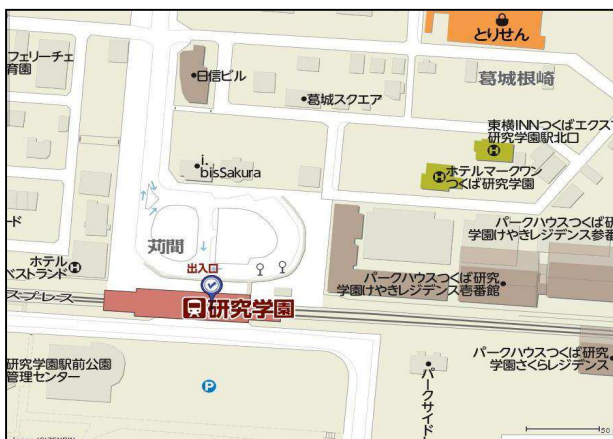 とりせん
フェリーチェ
育園
日信ビル
葛城根崎
葛城スクエア
東横INNつくばエクスプ
研究学園駅北口
i.
bisSakura
ホテルマークワン
つくば研究学園
ード
パークハウスつくば研
学園けやきレジデンス参番
苅間
ホテル
ベストランド
出入口
パークハウスつくば研究
学園けやきレジデンス壱番館
スプレス
研究学園
研究学園駅前公園
管理センター
P
パークハウスつくば研究
学園さくらレジデンス
パークサイド
50